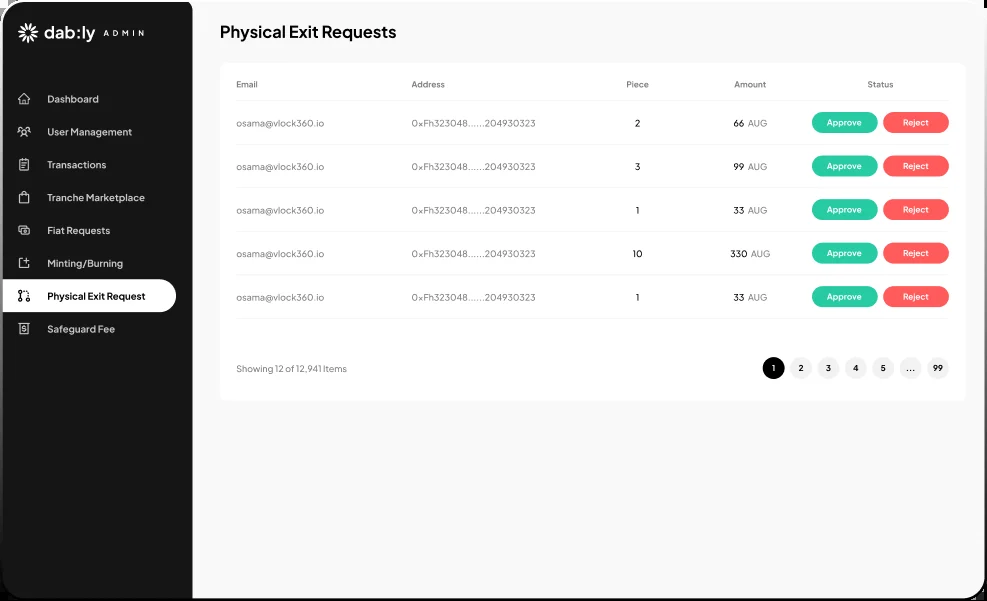 dab:ly ADMIN
Dashboard
User Management
Transactions
Tranche Marketplace
Fiat Requests
Minting/Burning
Physical Exit Request
Safeguard Fee
Physical Exit Requests
Email Address Piece Amount Status
osama@vlock360.io 0xFh323048......204930323 2 66 AUG Approve Reject
osama@vlock360.io 0xFh323048......204930323 3 99 AUG Approve Reject
osama@vlock360.io 0xFh323048......204930323 1 33 AUG Approve Reject
osama@vlock360.io 0xFh323048......204930323 10 330 AUG Approve Reject
osama@vlock360.io 0xFh323048......204930323 1 33 AUG Approve Reject
Showing 12 of 12,941 Items 1 2 3 4 5 ... 99